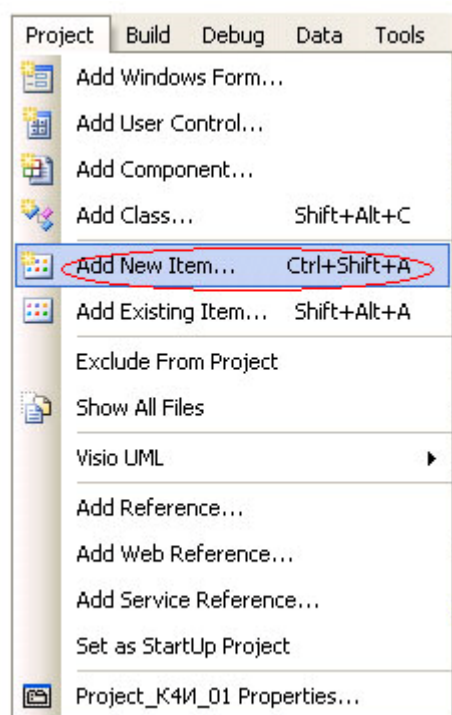 Project Build Debug Data Tools
Add Windows Form...
Add User Control...
Add Component...
Add Class... Shift+Alt+C
Add New Item... Ctrl+Shift+A
Add Existing Item... Shift+Alt+A
Exclude From Project
Show All Files
Visio UML
Add Reference...
Add Web Reference...
Add Service Reference...
Set as StartUp Project
Project_К4И_01 Properties...